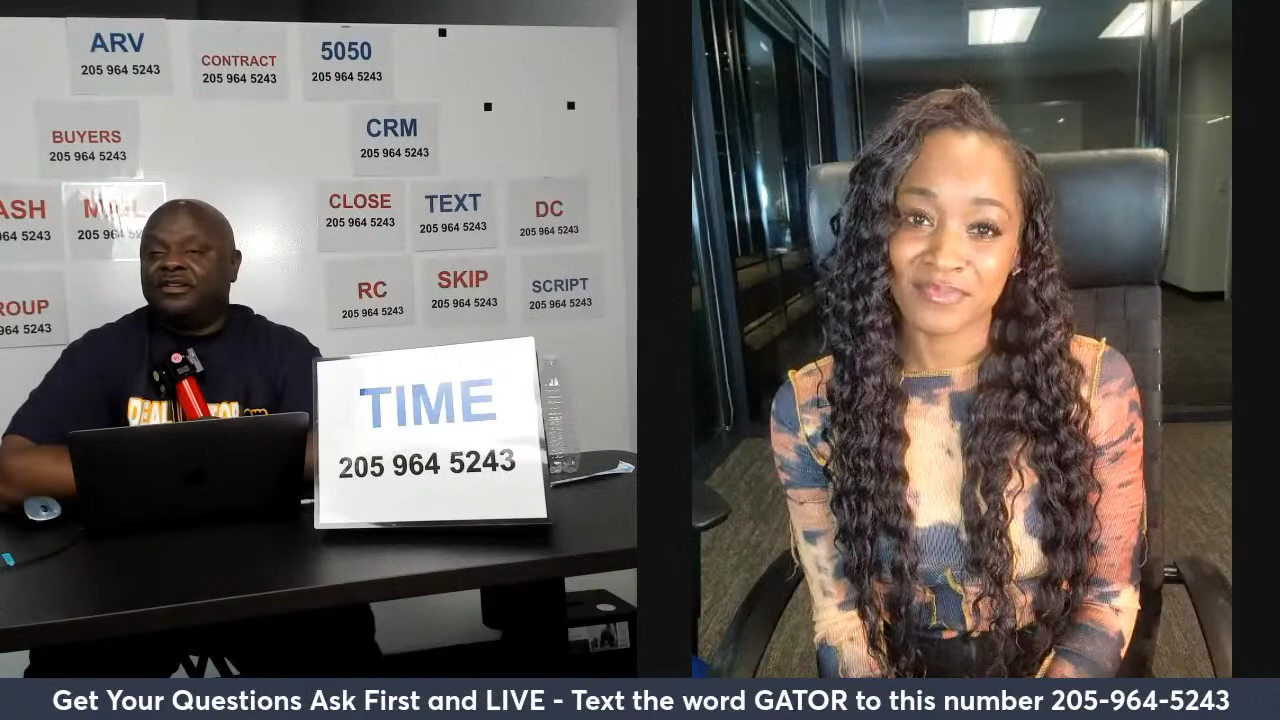 ARV
205 964 5243
CONTRACT
205 964 5243
5050
205 964 5243
BUYERS
205 964 5243
CRM
205 964 5243
ASH
964 5243
205 96
CLOSE
205 964 5243
TEXT
205 964 5243
DC
205 964 5243
ROUP
964 5243
RC
205 964 5243
SKIP
205 964 5243
SCRIPT
205 964 5243
TIME
205 964 5243
Get Your Questions Ask First and LIVE - Text the word GATOR to this number 205-964-5243